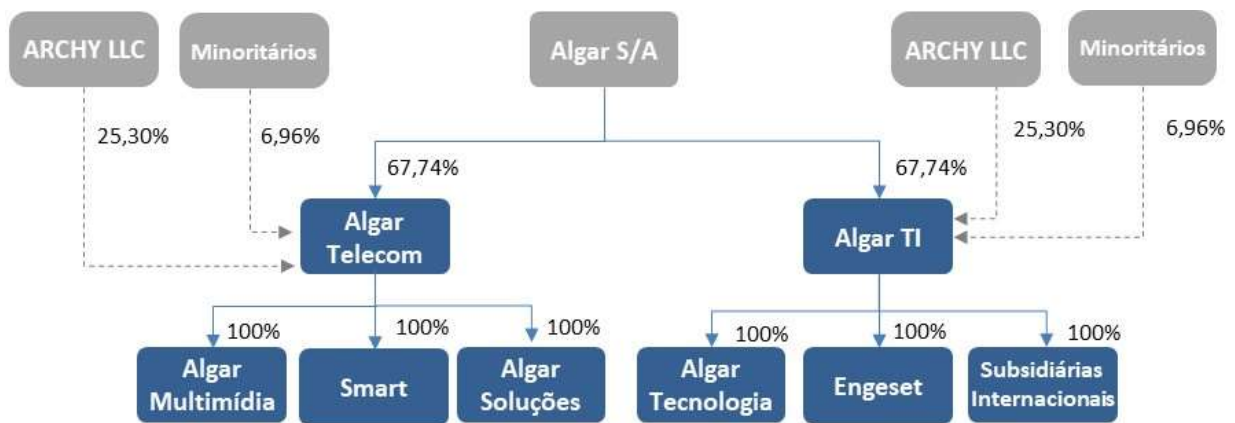 ARCHY LLC
Minoritários
Algar S/A
ARCHY LLC
Minoritários
25,30%
6,96%
25,30%
6,96%
67,74%
67,74%
Algar
Telecom
Algar TI
100%
100%
100%
100%
100%
100%
Algar
Multimídia
Smart
Algar
Soluções
Algar
Tecnologia
Engeset
Subsidiárias
Internacionais